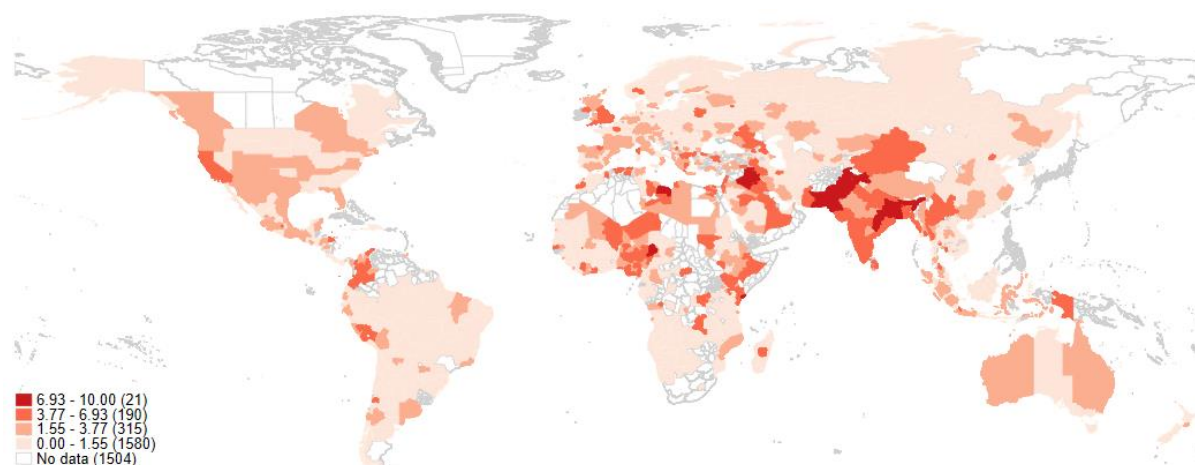 6.93 - 10.00 (21)
3.77 - 6.93 (190)
1.55 - 3.77 (315)
0.00 - 1.55 (1580)
No data (1504)